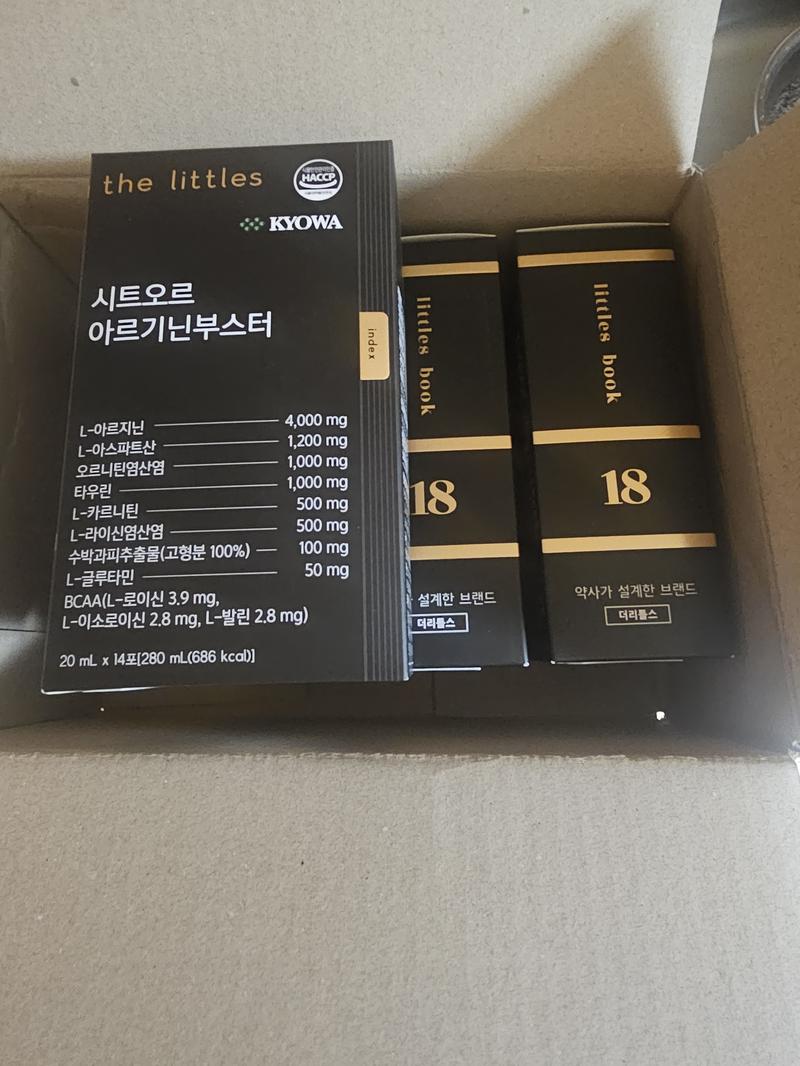 the littles
HACCP
KYOWA
시트오르
아르기닌부스터
index
L-아르지닌 4,000 mg
L-아스파트산 1,200 mg
오르니틴염산염 1,000 mg
타우린 1,000 mg
L-카르니틴 500 mg
L-라이신염산염 500 mg
수박과피추출물(고형분 100%) 100 mg
L-글루타민 50 mg
BCAA(L-로이신 3.9 mg,
L-이소로이신 2.8 mg, L-발린 2.8 mg)
20 mL x 14포[280 mL(686 kcal)]
littles book
18
설계한 브랜드
더리틀스
littles book
18
약사가 설계한 브랜드
더리틀스